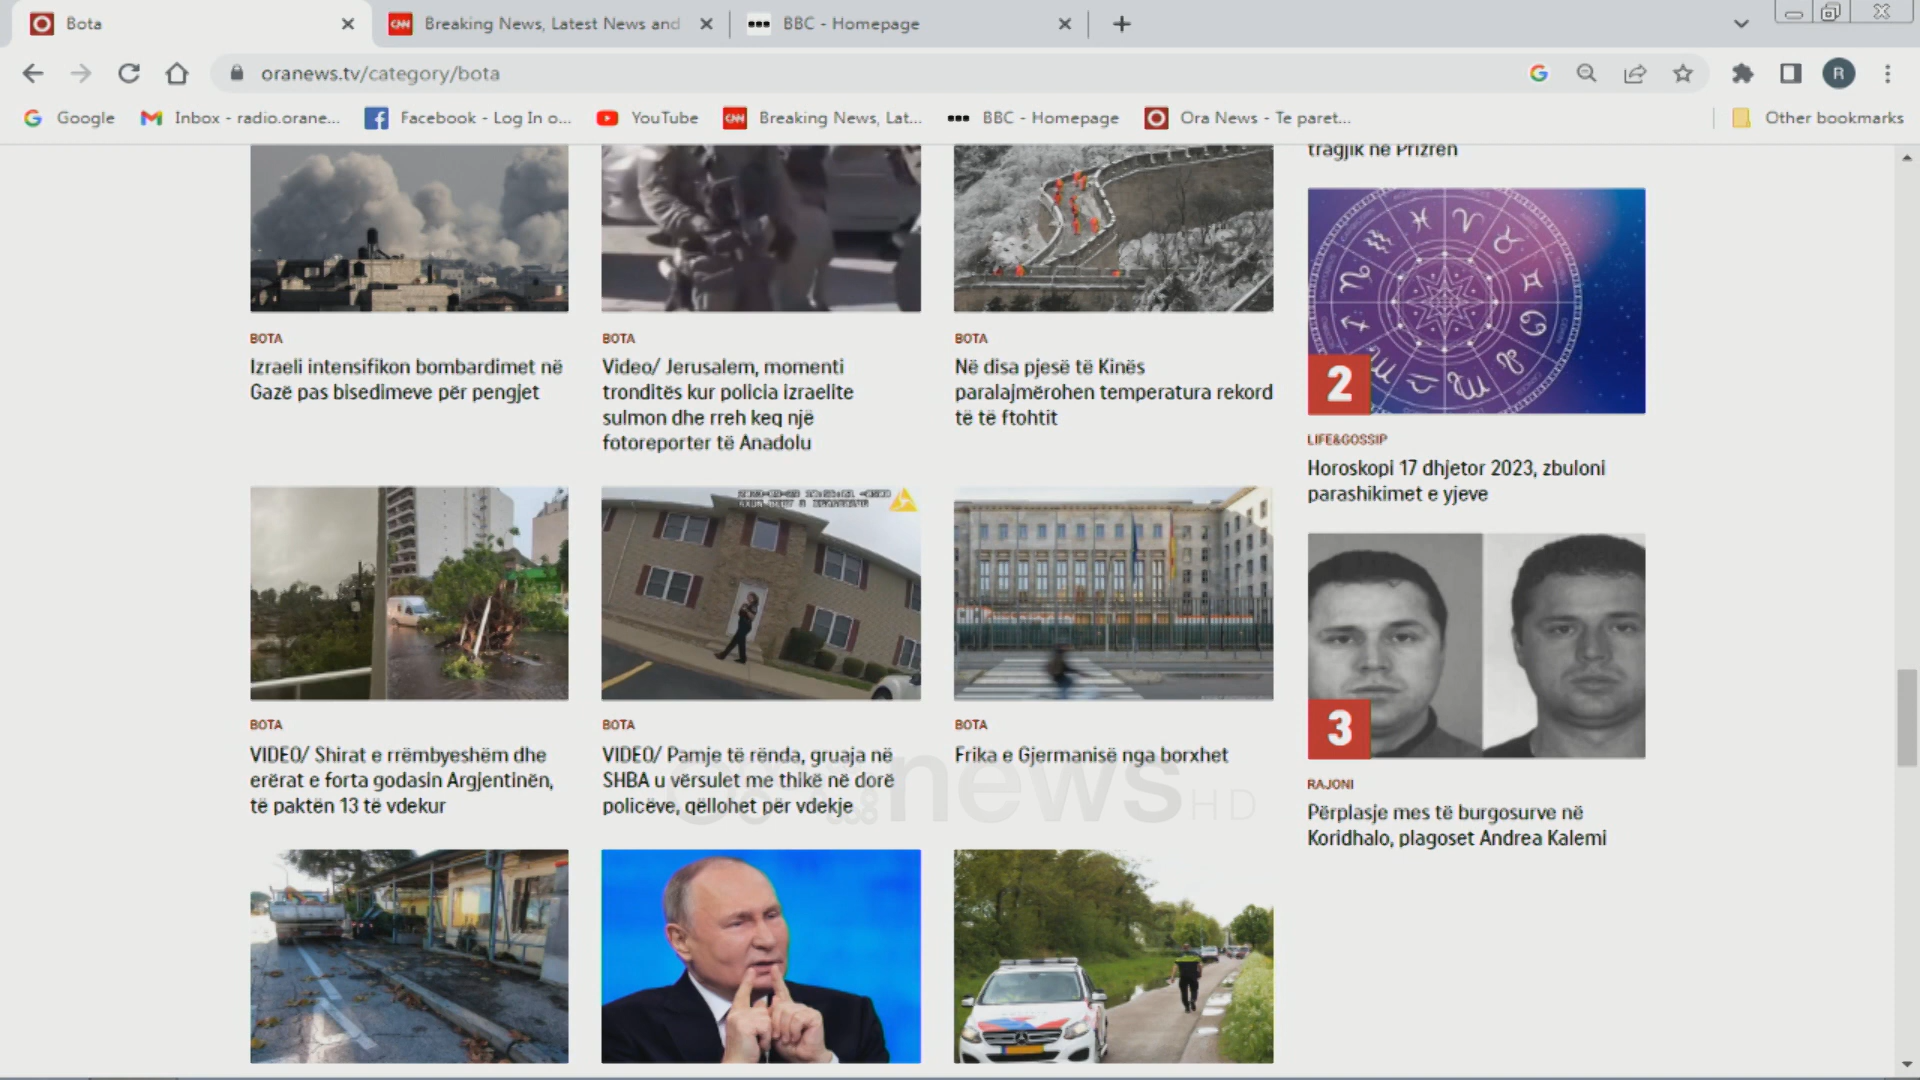 Bota
Breaking News, Latest News and
BBC - Homepage
oranews.tv/category/bota
R
Google
Inbox - radio.orane...
Facebook - Log In o...
YouTube
Breaking News, Lat...
BBC - Homepage
Ora News - Te paret...
Other bookmarks
tragjik në Prizren
BOTA
Izraeli intensifikon bombardimet në
Gazë pas bisedimeve për pengjet
BOTA
Video/ Jerusalem, momenti
tronditës kur policia izraelite
sulmon dhe rreh keq një
fotoreporter të Anadolu
BOTA
Në disa pjesë të Kinës
paralajmërohen temperatura rekord
të të ftohtit
2
LIFE&GOSSIP
Horoskopi 17 dhjetor 2023, zbuloni
parashikimet e yjeve
BOTA
VIDEO/ Shirat e rrëmbyeshëm dhe
erërat e forta godasin Argjentinën,
të paktën 13 të vdekur
BOTA
VIDEO/ Pamje të rënda, gruaja në
SHBA u vërsulet me thikë në dorë
policëve, qëllohet për vdekje
BOTA
Frika e Gjermanisë nga borxhet
news HD
3
RAJONI
Përplasje mes të burgosurve në
Koridhalo, plagoset Andrea Kalemi